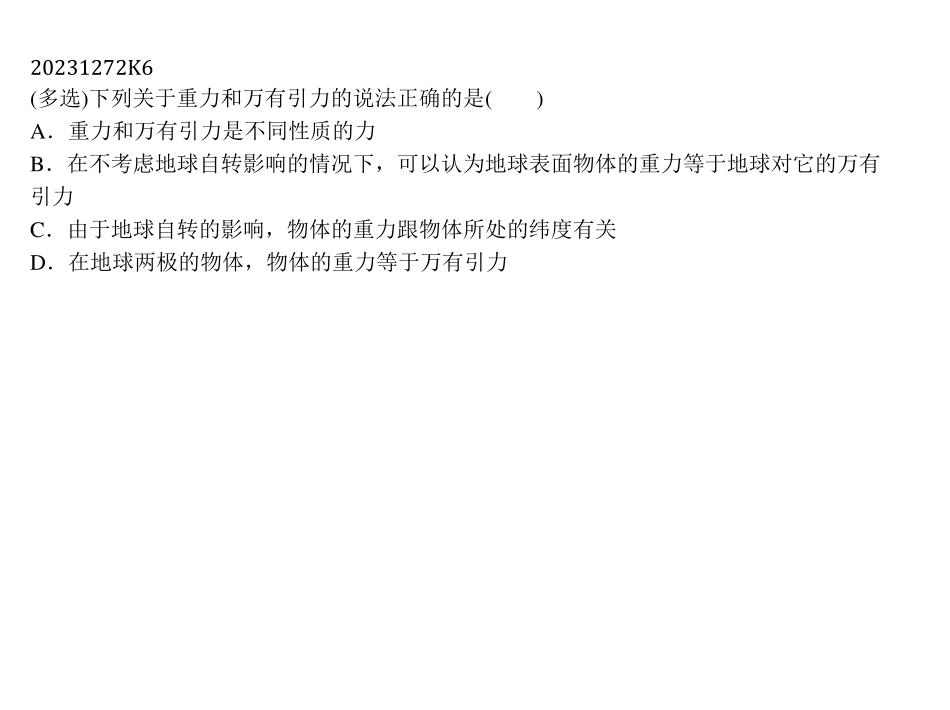 20231272K6
(多选)下列关于重力和万有引力的说法正确的是(　　)
A．重力和万有引力是不同性质的力
B．在不考虑地球自转影响的情况下，可以认为地球表面物体的重力等于地球对它的万有
引力
C．由于地球自转的影响，物体的重力跟物体所处的纬度有关
D．在地球两极的物体，物体的重力等于万有引力